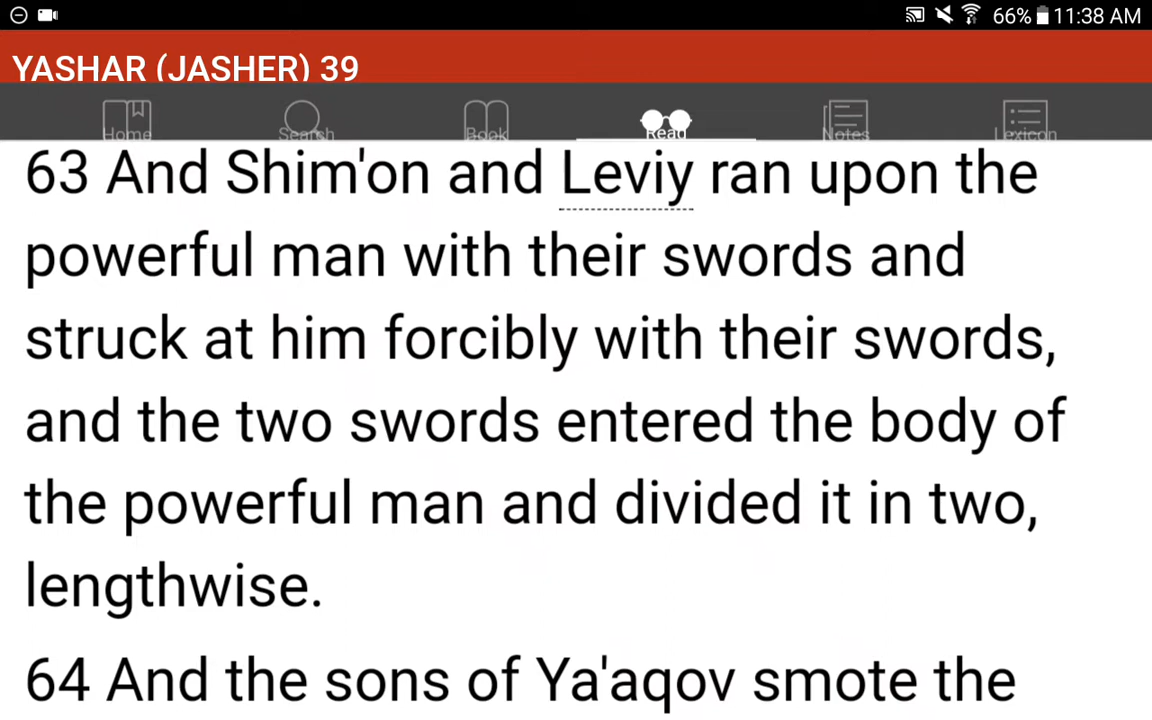 66% 11:38 AM
YASHAR (JASHER) 39
Home Search Book Read Notes Lexicon
63 And Shim'on and Leviy ran upon the
powerful man with their swords and
struck at him forcibly with their swords,
and the two swords entered the body of
the powerful man and divided it in two,
lengthwise.
64 And the sons of Ya'aqov smote the